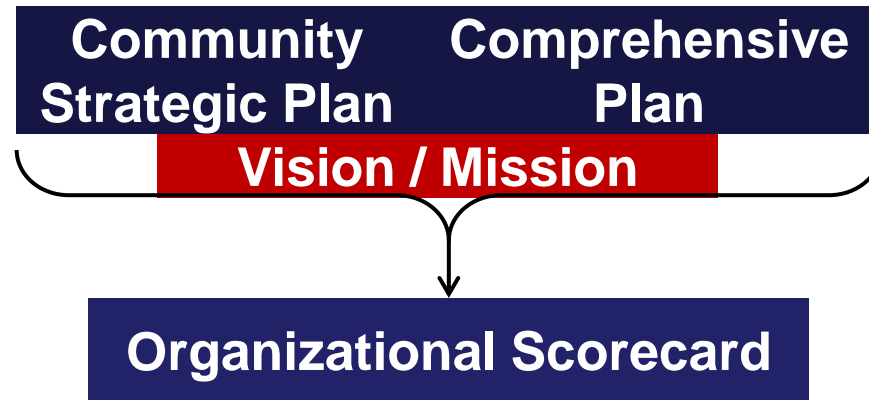 Community
Strategic Plan
Comprehensive
Plan
Vision / Mission
Organizational Scorecard